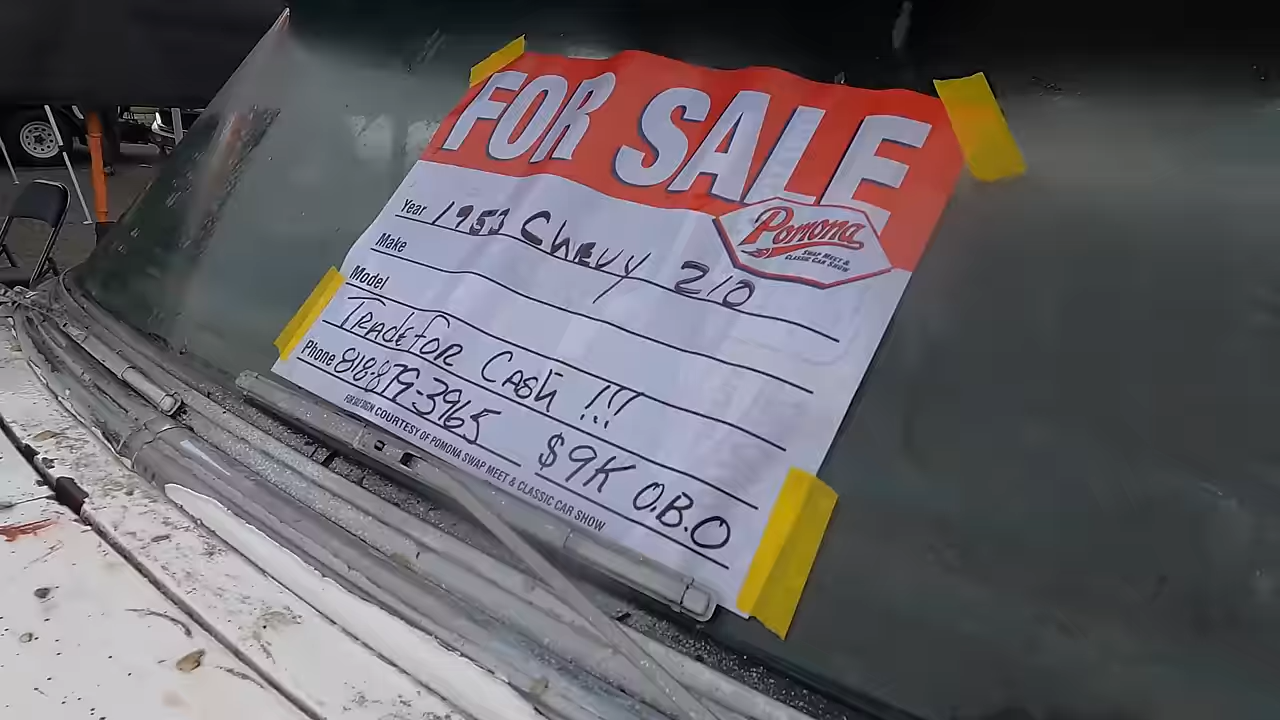 FOR SALE
Pomona
SWAP MEET &
CLASSIC CAR SHOW
Year 1953 CHEVY 210
Make
Model
TRADE FOR CASH !!!
Phone 818-879-3965 $9K O.B.O
FOR SALE SIGN COURTESY OF POMONA SWAP MEET & CLASSIC CAR SHOW